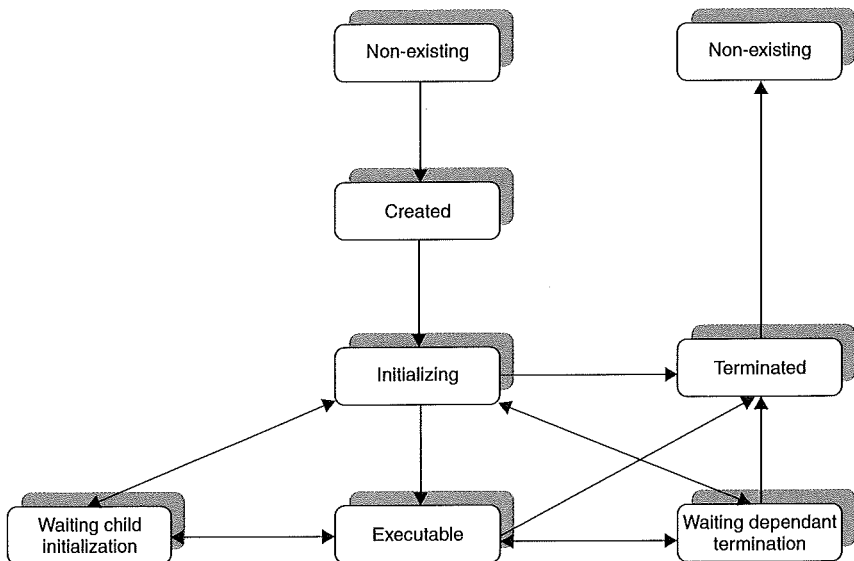 Non-existing
Non-existing
Created
Initializing
Terminated
Waiting child
initialization
Executable
Waiting dependant
termination